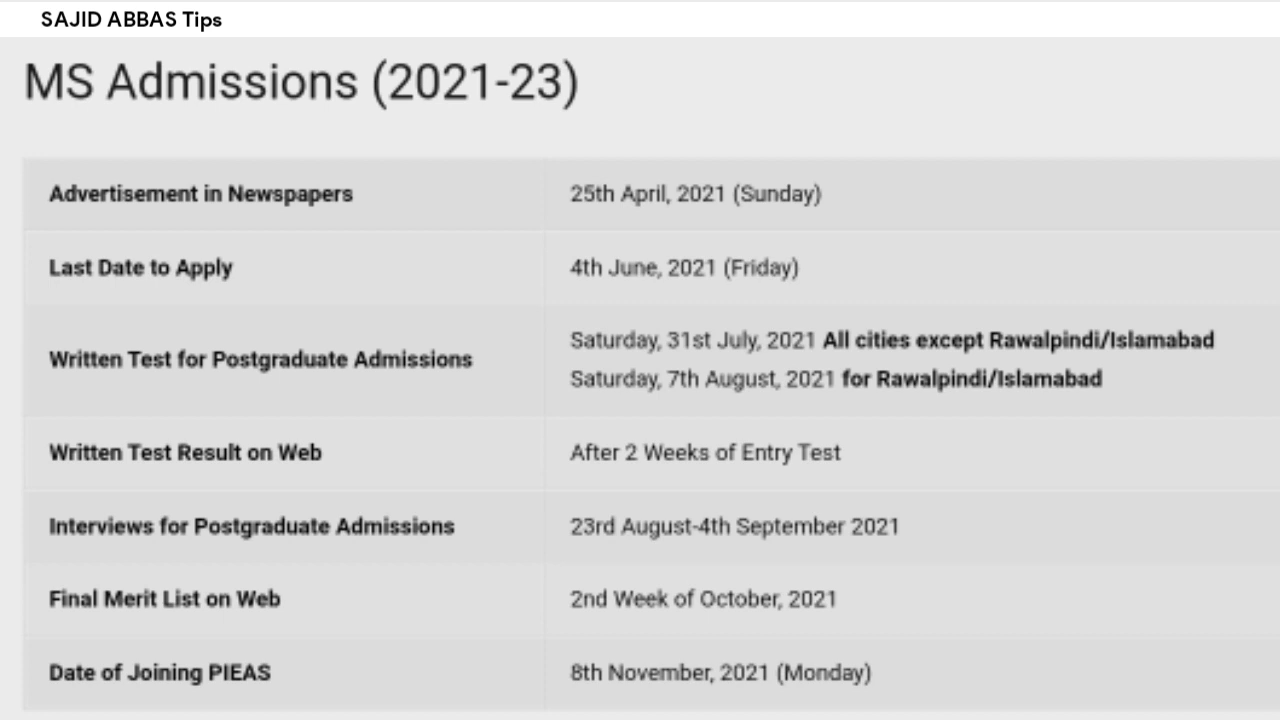 SAJID ABBAS Tips
MS Admissions (2021-23)
Advertisement in Newspapers 25th April, 2021 (Sunday)
Last Date to Apply 4th June, 2021 (Friday)
Written Test for Postgraduate Admissions Saturday, 31st July, 2021 All cities except Rawalpindi/Islamabad
Saturday, 7th August, 2021 for Rawalpindi/Islamabad
Written Test Result on Web After 2 Weeks of Entry Test
Interviews for Postgraduate Admissions 23rd August-4th September 2021
Final Merit List on Web 2nd Week of October, 2021
Date of Joining PIEAS 8th November, 2021 (Monday)